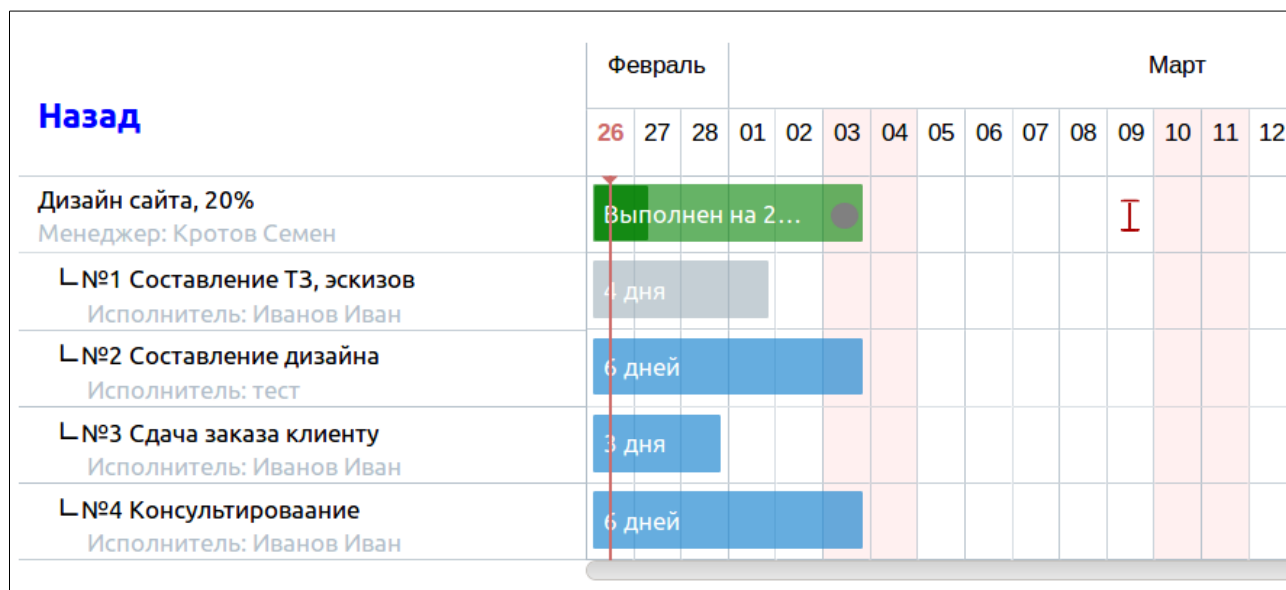 Февраль
Март
Назад
26 27 28 01 02 03 04 05 06 07 08 09 10 11 12
Дизайн сайта, 20%
Менеджер: Кротов Семен
Выполнен на 2...
№1 Составление ТЗ, эскизов
Исполнитель: Иванов Иван
4 дня
№2 Составление дизайна
Исполнитель: тест
6 дней
№3 Сдача заказа клиенту
Исполнитель: Иванов Иван
3 дня
№4 Консультироваание
Исполнитель: Иванов Иван
6 дней